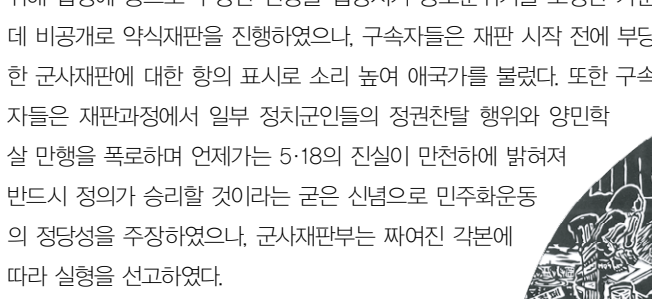 데 비공개로 약식재판을 진행하였으나, 구속자들은 재판 시작 전에 부당
한 군사재판에 대한 항의 표시로 소리 높여 애국가를 불렀다. 또한 구속
자들은 재판과정에서 일부 정치군인들의 정권찬탈 행위와 양민학
살 만행을 폭로하며 언제가는 5·18의 진실이 만천하에 밝혀져
반드시 정의가 승리할 것이라는 굳은 신념으로 민주화운동
의 정당성을 주장하였으나, 군사재판부는 짜여진 각본에
따라 실형을 선고하였다.